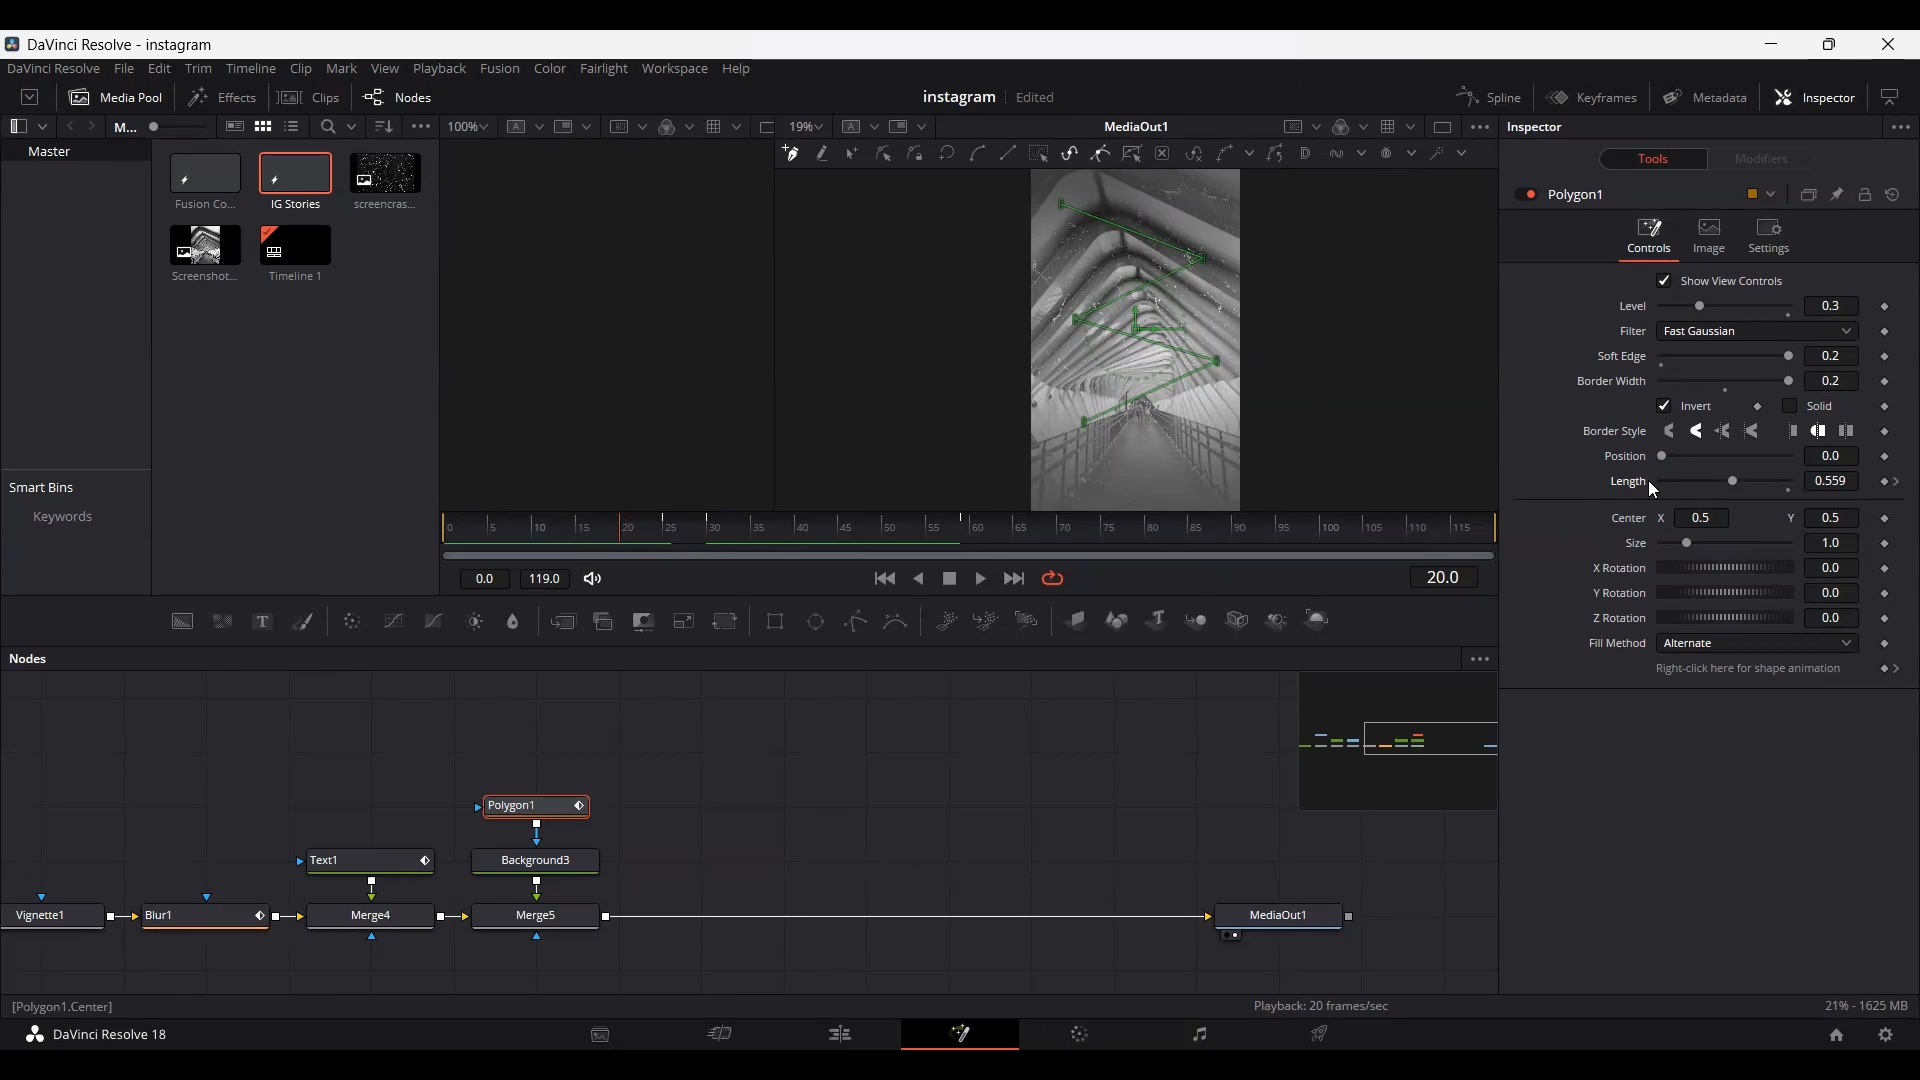 DaVinci Resolve - instagram
DaVinci Resolve File Edit Trim Timeline Clip Mark View Playback Fusion Color Fairlight Workspace Help
Media Pool Effects Clips Nodes instagram Edited Spline Keyframes Metadata Inspector
M... 100% A 19% A MediaOut1 Inspector
Master
Tools Modifiers
Fusion Co... IG Stories screencras...
Polygon1
Screenshot... Timeline 1
Controls Image Settings
Show View Controls
Level 0.3
Filter Fast Gaussian
Soft Edge 0.2
Border Width 0.2
Invert Solid
Border Style
Position 0.0
Length 0.559
Smart Bins
Keywords
Center X 0.5 Y 0.5
0 5 10 15 20 25 30 35 40 45 50 55 60 65 70 75 80 85 90 95 100 105 110 115
Size 1.0
X Rotation 0.0
0.0 119.0 20.0
Y Rotation 0.0
Z Rotation 0.0
Fill Method Alternate
Nodes
Right-click here for shape animation
Polygon1
Text1 Background3
Vignette1 Blur1 Merge4 Merge5 MediaOut1
[Polygon1.Center] Playback: 20 frames/sec 21% - 1625 MB
DaVinci Resolve 18